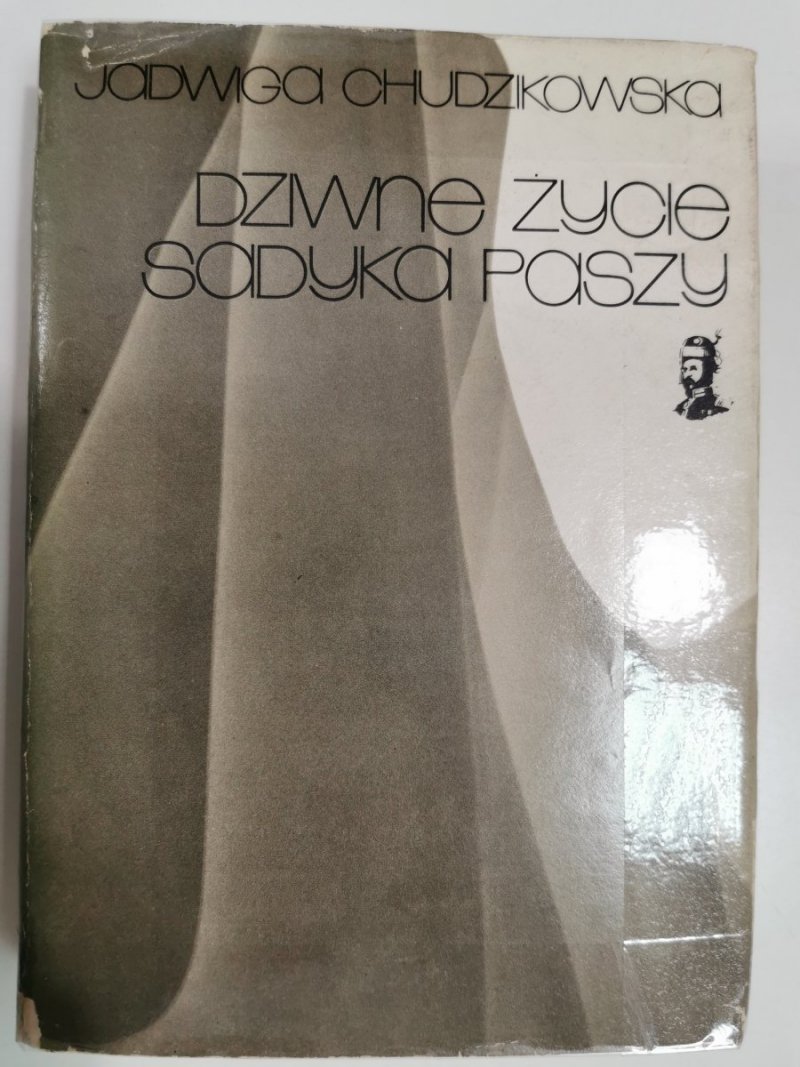 JADWIGA CHUDZIKOWSKA
DZIWNE ŻYCIE
SADYKA PASZY